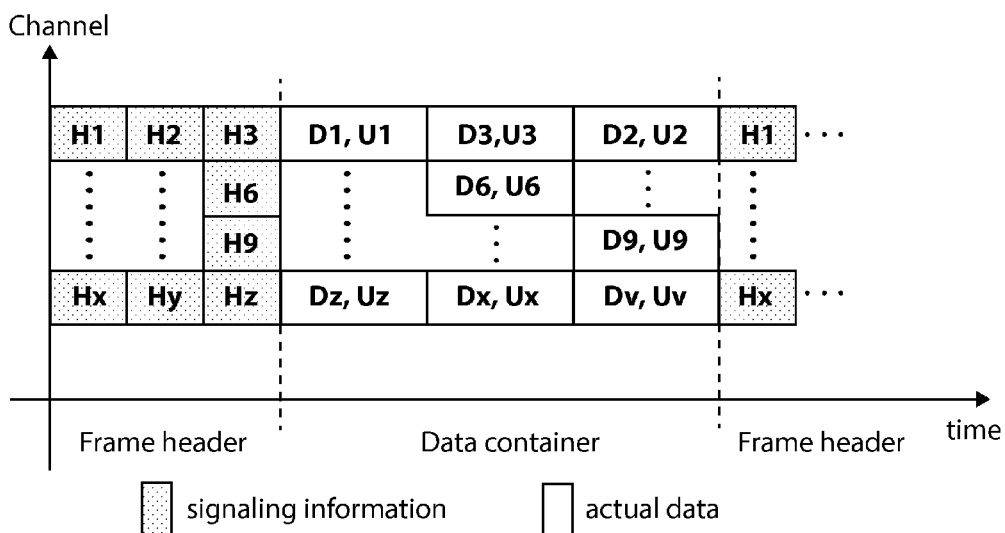 Channel
H1 H2 H3 D1, U1 D3,U3 D2, U2 H1 . . .
H6 D6, U6
H9 D9, U9
Hx Hy Hz Dz, Uz Dx, Ux Dv, Uv Hx . . .
time
Frame header Data container Frame header
signaling information actual data